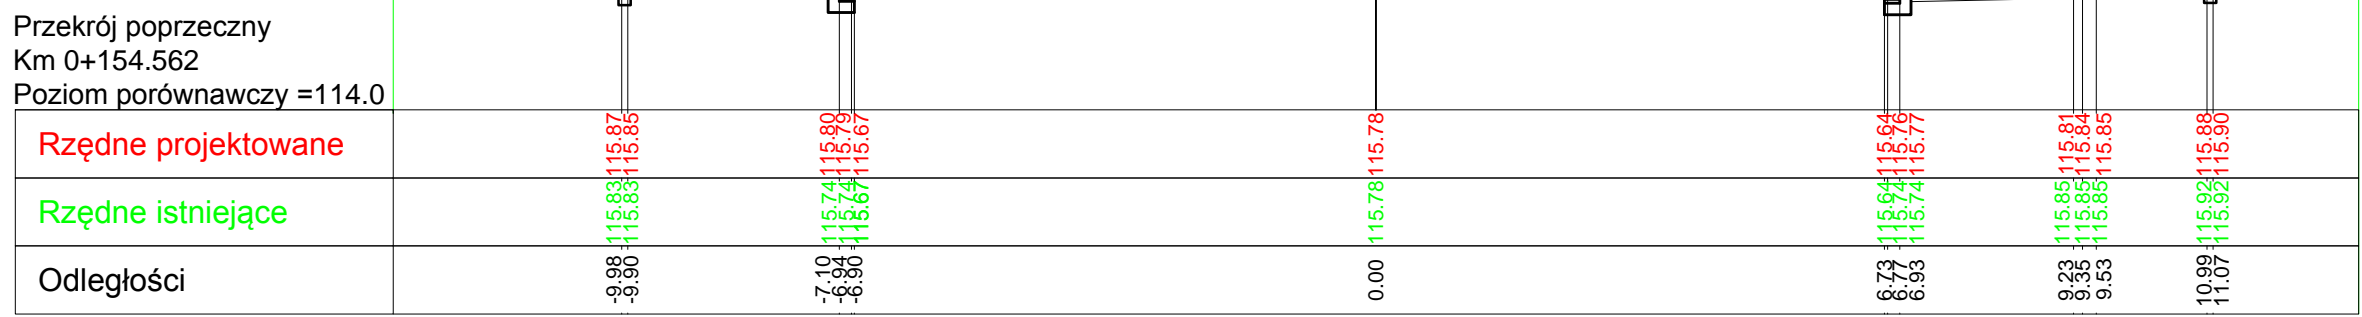 Przekrój poprzeczny
Km 0+154.562
Poziom porównawczy =114.0
Rzędne projektowane 115.87 115.85 115.80 115.79 115.67 115.78 115.64 115.76 115.77 115.81 115.84 115.85 115.88 115.90
Rzędne istniejące 115.83 115.83 115.74 115.74 115.67 115.78 115.64 115.74 115.74 115.85 115.85 115.85 115.92 115.92
Odległości -9.98 -9.90 -7.10 -6.94 -6.90 0.00 6.73 6.77 6.93 9.23 9.35 9.53 10.99 11.07